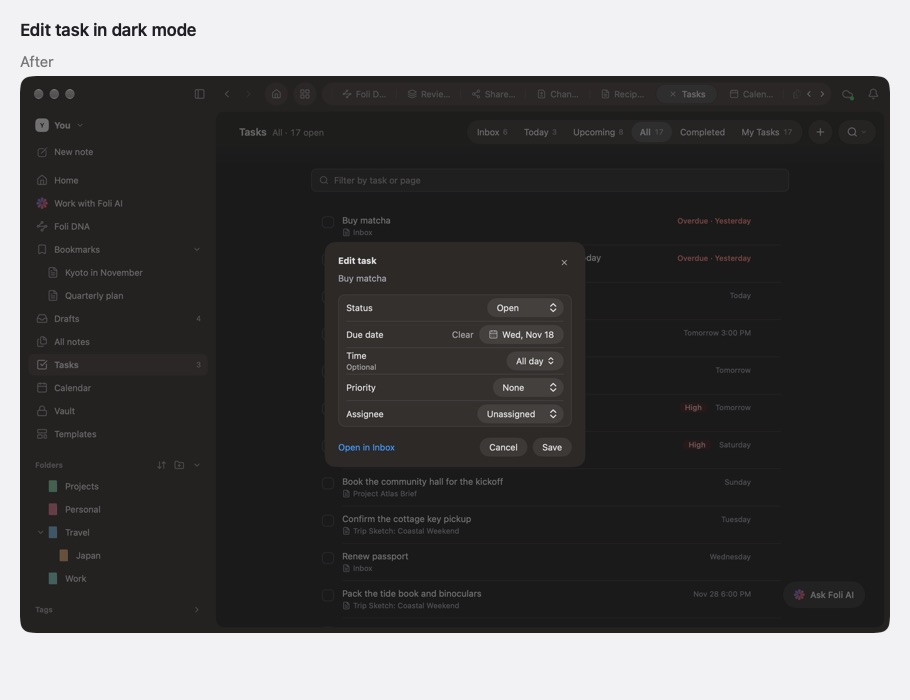 Edit task in dark mode
After
Foli D...
Revie...
Share...
Chan...
Recip...
Tasks
Calen...
Y You
New note
Home
Work with Foli AI
Foli DNA
Bookmarks
Kyoto in November
Quarterly plan
Drafts 4
All notes
Tasks 3
Calendar
Vault
Templates
Folders
Projects
Personal
Travel
Japan
Work
Tags
Tasks All · 17 open
Inbox 6 Today 3 Upcoming 8 All 17 Completed My Tasks 17
Filter by task or page
Buy matcha Overdue · Yesterday
Inbox
day Overdue · Yesterday
Today
Tomorrow 3:00 PM
Tomorrow
High Tomorrow
High Saturday
Edit task
Buy matcha
Status Open
Due date Clear Wed, Nov 18
Time All day
Optional
Priority None
Assignee Unassigned
Open in Inbox Cancel Save
Book the community hall for the kickoff Sunday
Project Atlas Brief
Confirm the cottage key pickup Tuesday
Trip Sketch: Coastal Weekend
Renew passport Wednesday
Inbox
Pack the tide book and binoculars Nov 28 6:00 PM
Trip Sketch: Coastal Weekend
Ask Foli AI